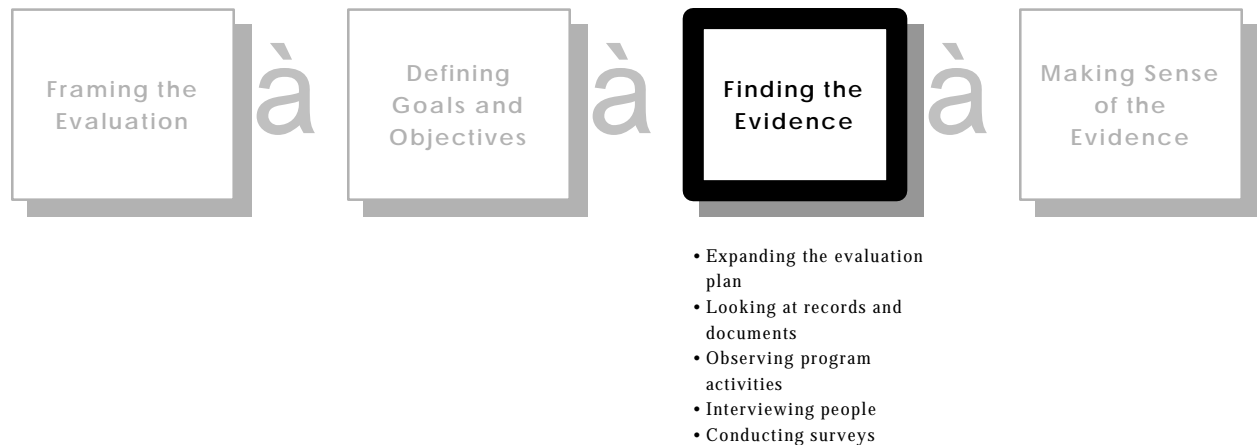 Framing the
Evaluation
à
Defining
Goals and
Objectives
à
Finding the
Evidence
à
Making Sense
of the
Evidence
• Expanding the evaluation
plan
• Looking at records and
documents
• Observing program
activities
• Interviewing people
• Conducting surveys